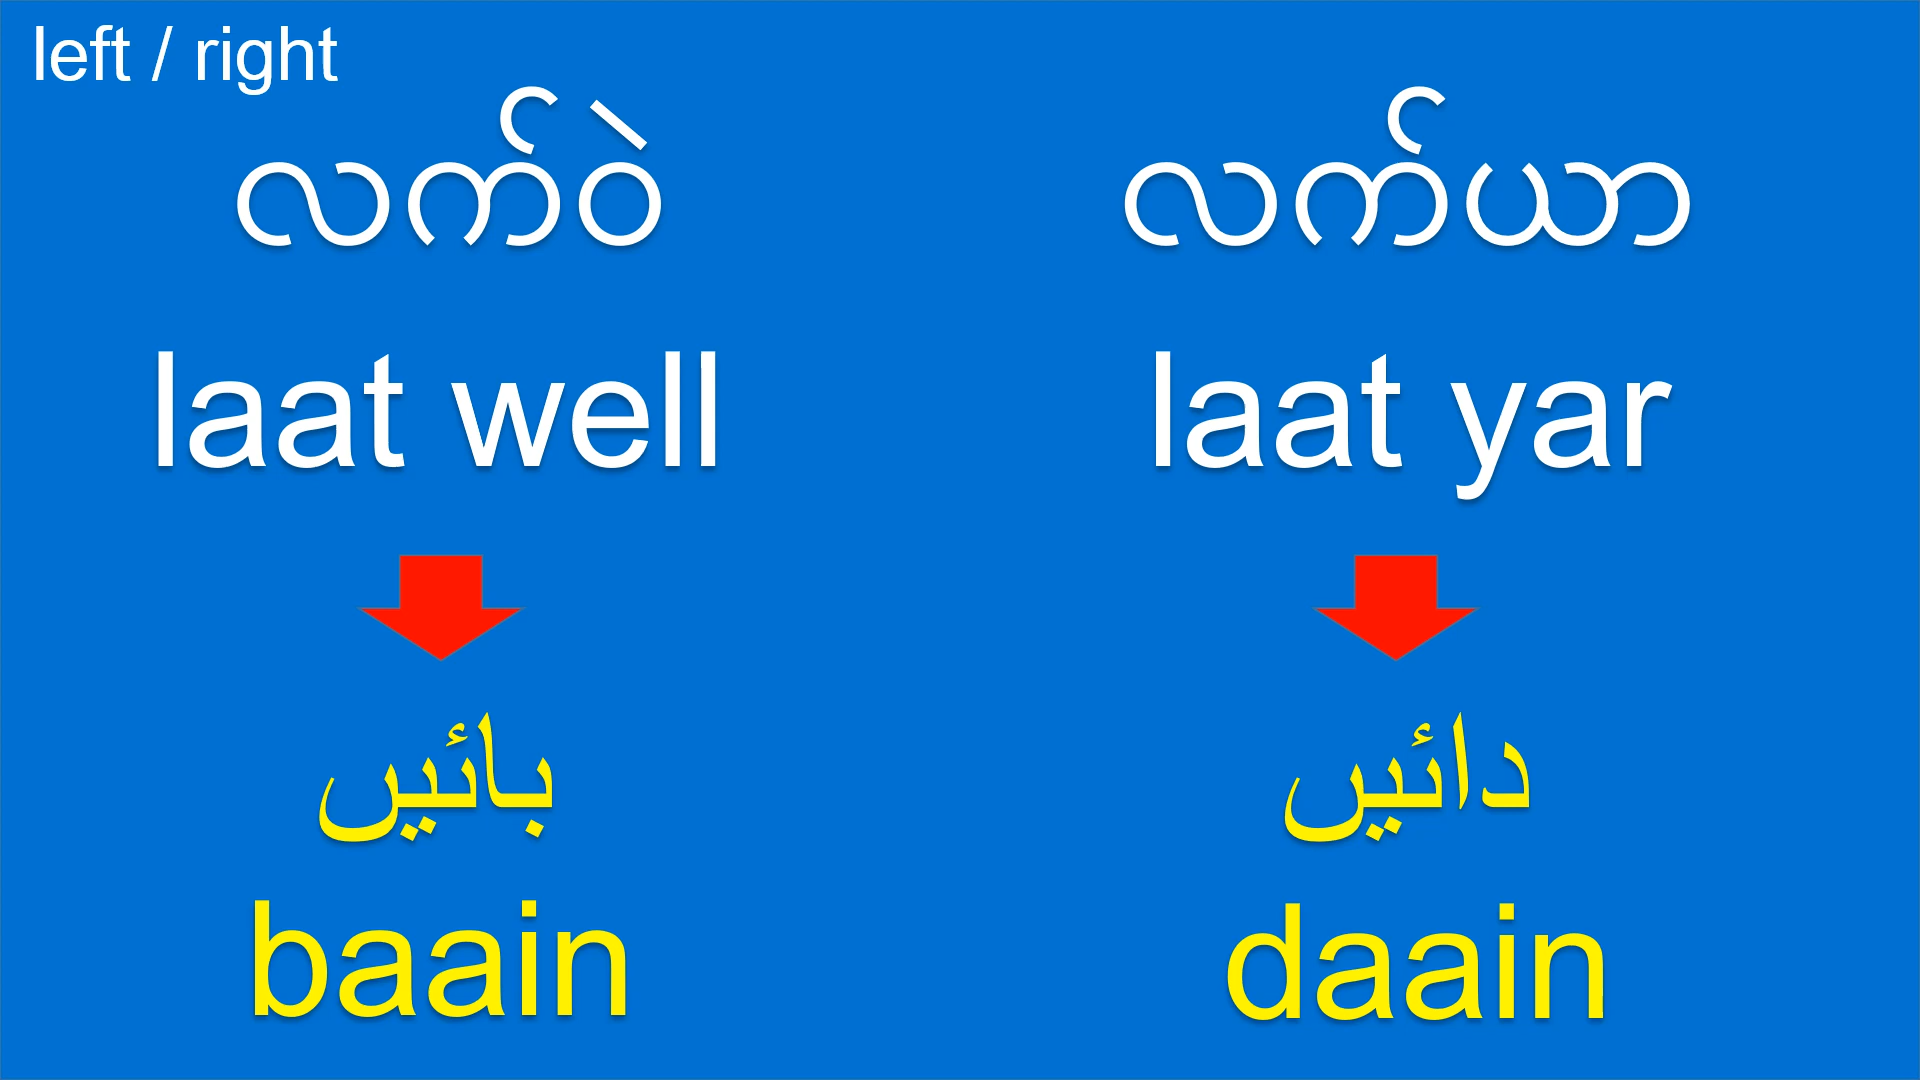 left / right
လက်ဝဲ
လက်ယာ
laat well
laat yar
بائیں
دائیں
baain
daain